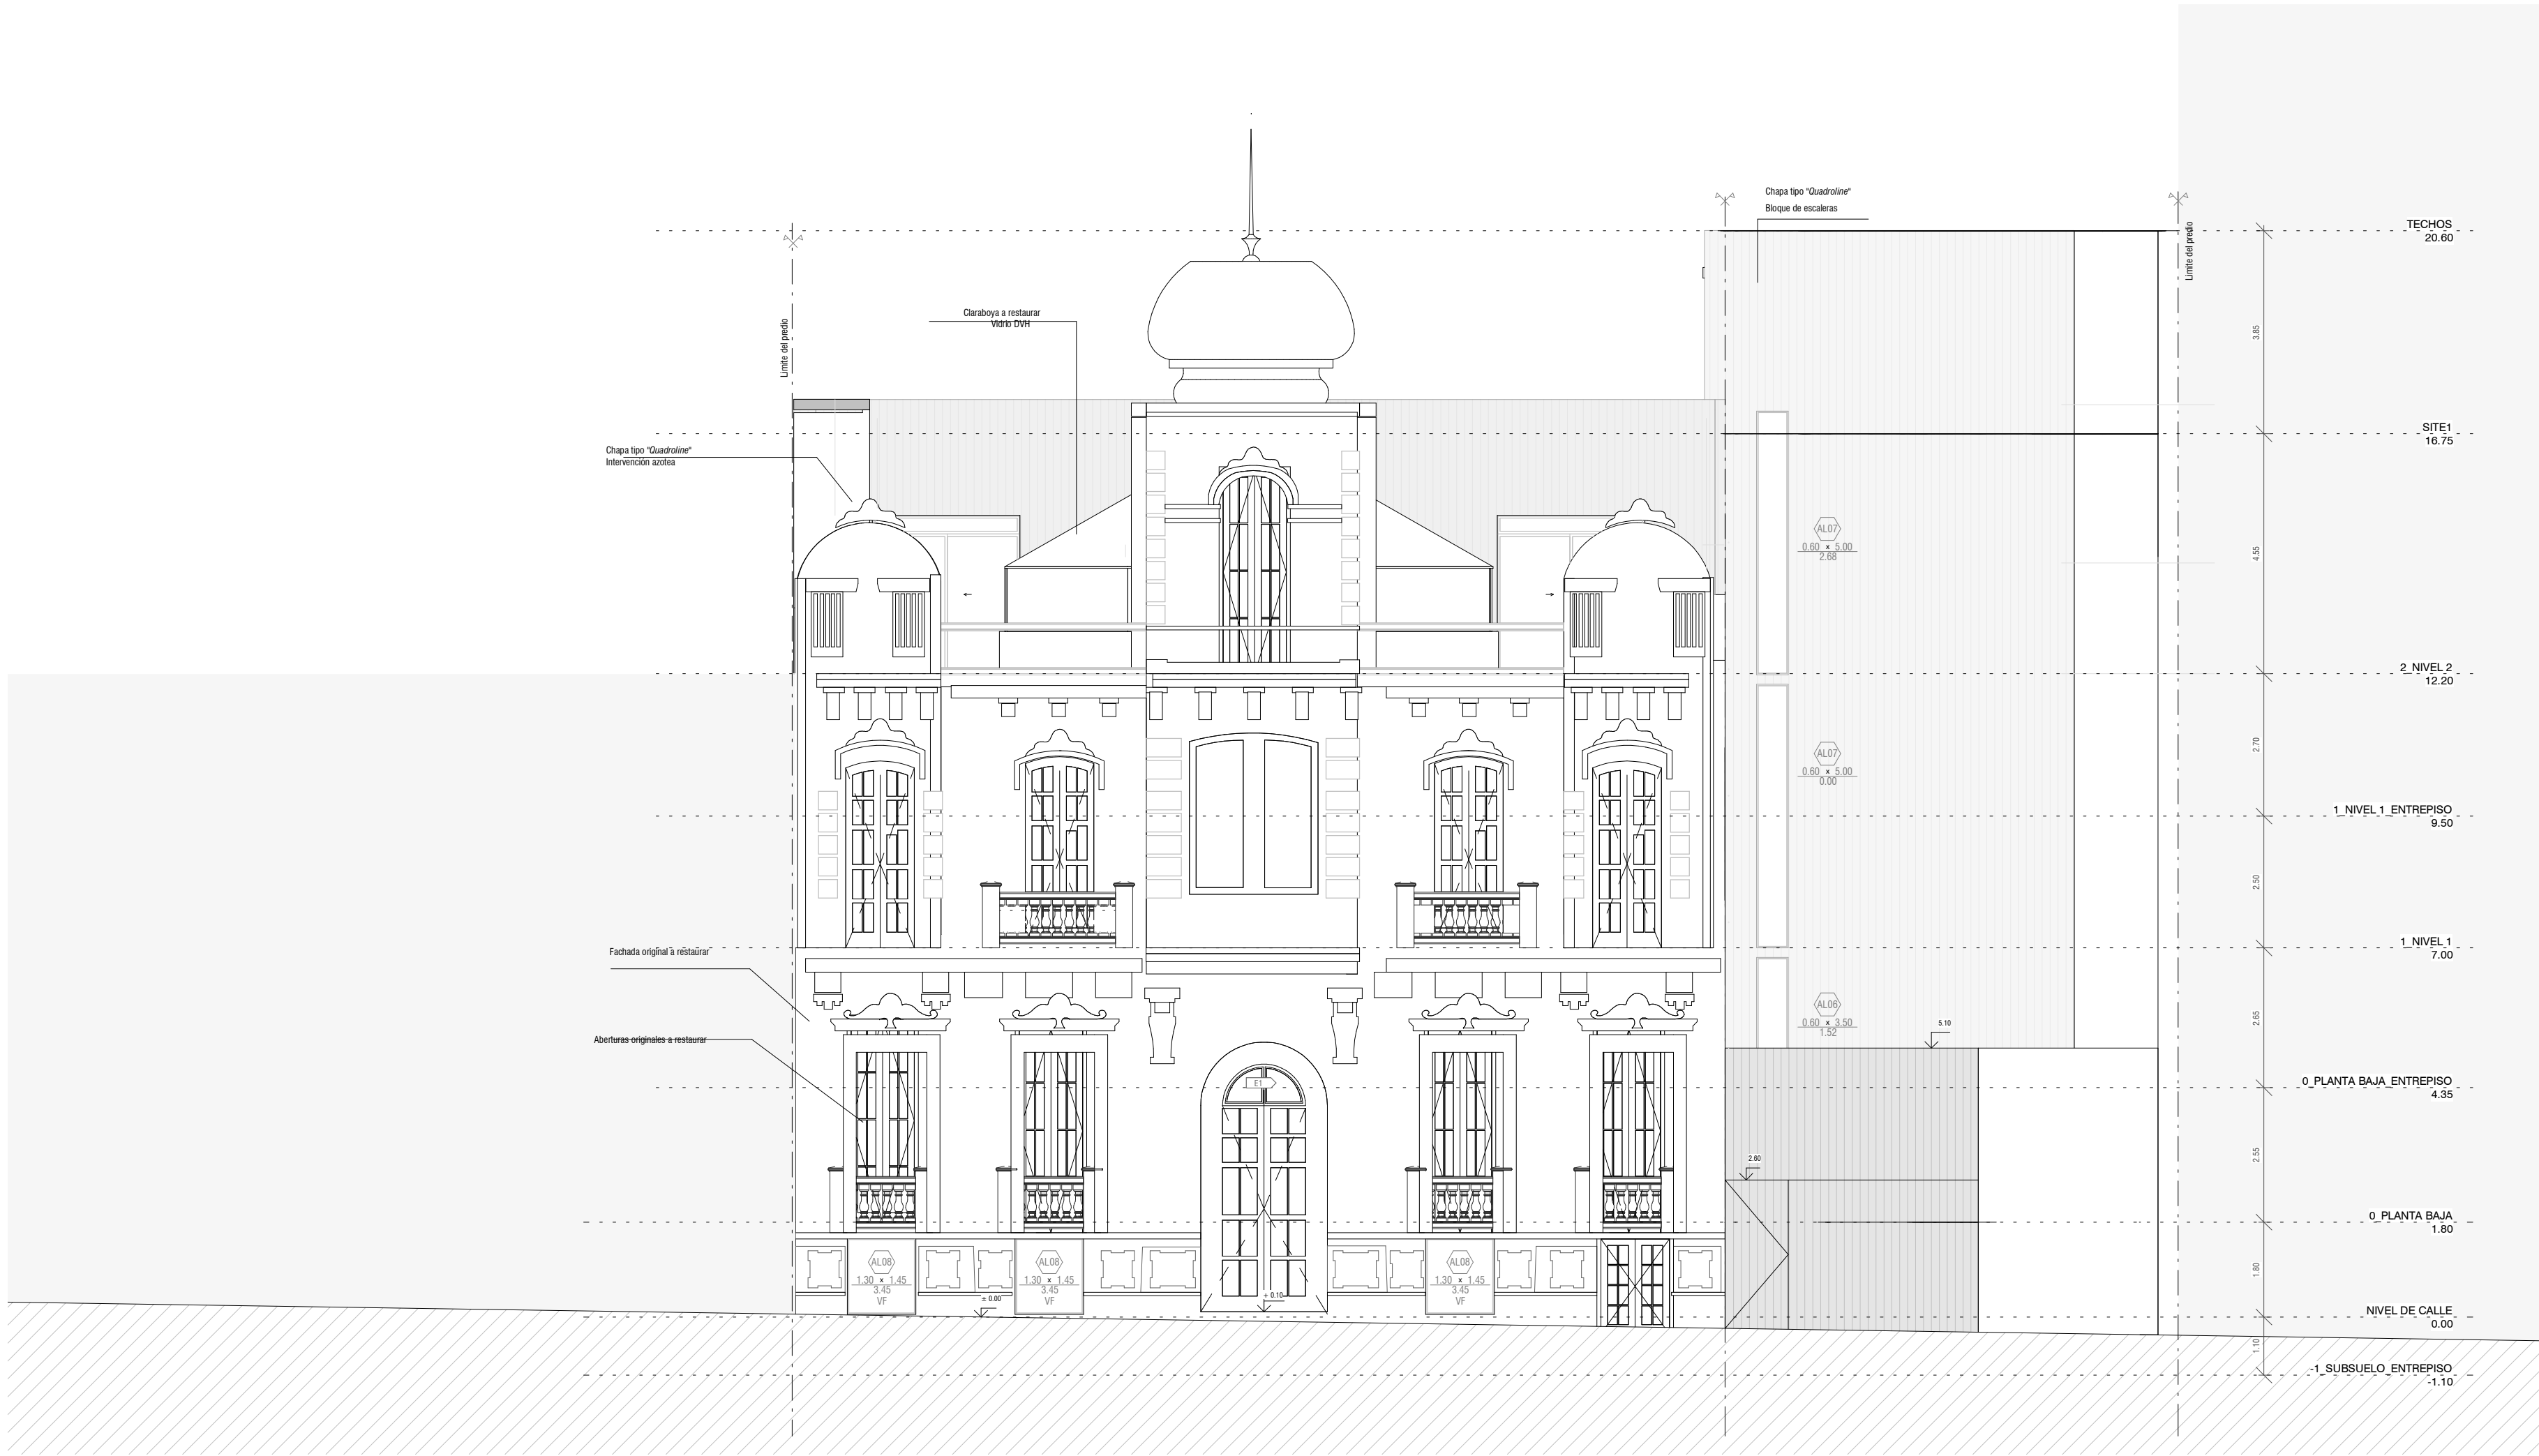 Chapa tipo "Quadroline"
Bloque de escaleras
TECHOS
20.60
Limite del predio
Claraboya a restaurar
Vidrio DVH
Limite del predio
3.85
SITE1
16.75
Chapa tipo "Quadroline"
Intervención azotea
AL07
0.60 x 5.00
2.68
4.55
2_NIVEL 2
12.20
AL07
0.60 x 5.00
0.00
2.70
1_NIVEL 1_ENTREPISO
9.50
2.50
Fachada original a restaurar
1_NIVEL 1
7.00
AL06
0.60 x 3.50
1.52
5.10
2.65
Aberturas originales a restaurar
E1
0_PLANTA BAJA_ENTREPISO
4.35
2.60
2.55
0_PLANTA BAJA
1.80
AL08
1.30 x 1.45
3.45
VF
AL08
1.30 x 1.45
3.45
VF
AL08
1.30 x 1.45
3.45
VF
1.80
± 0.00
+ 0.10
NIVEL DE CALLE
0.00
1.10
-1_SUBSUELO_ENTREPISO
-1.10